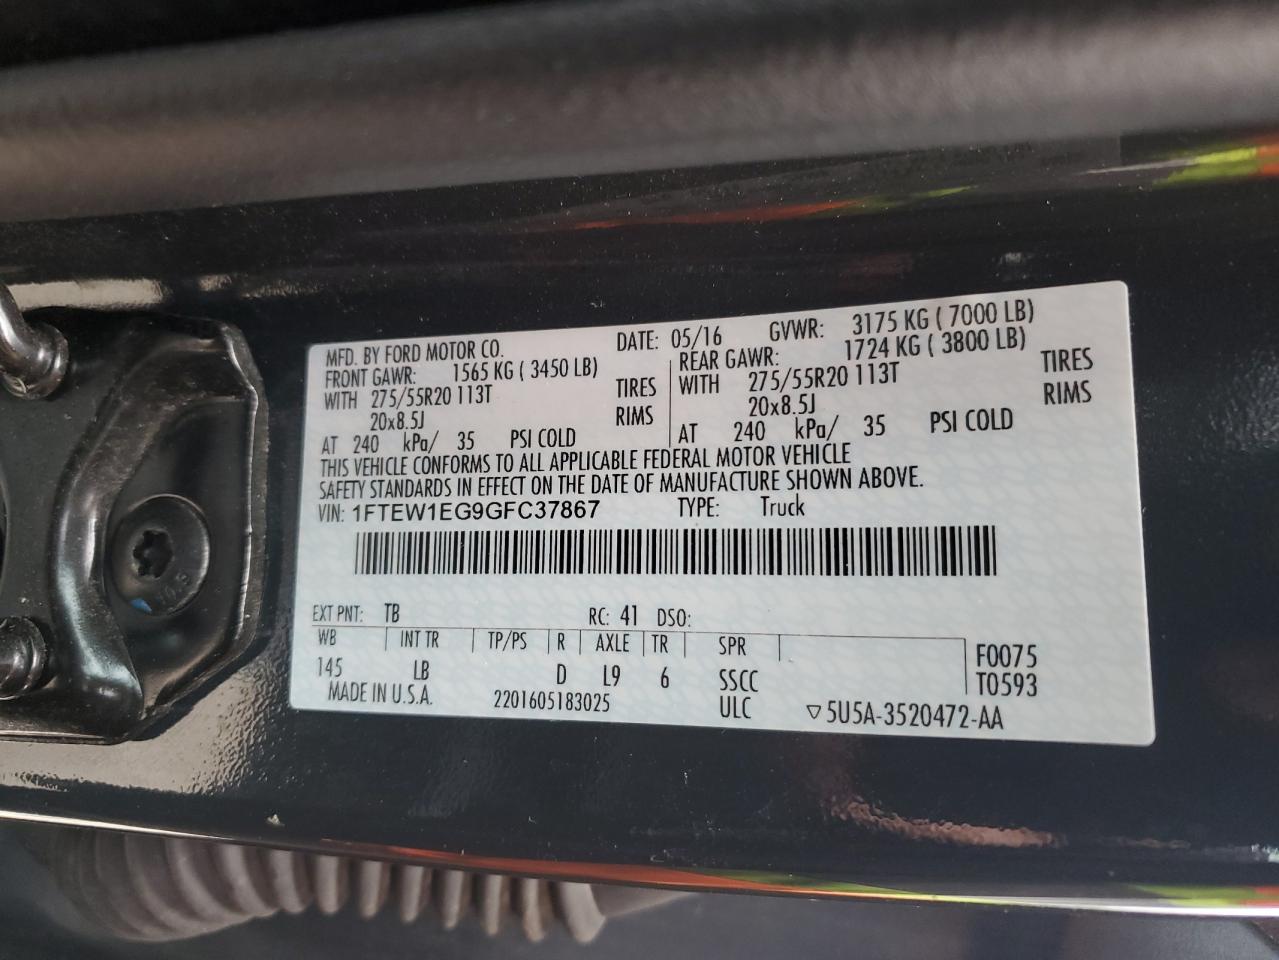 MFD. BY FORD MOTOR CO. DATE: 05/16 GVWR: 3175 KG ( 7000 LB)
FRONT GAWR: 1565 KG ( 3450 LB) REAR GAWR: 1724 KG ( 3800 LB)
WITH 275/55R20 113T TIRES WITH 275/55R20 113T TIRES
20x8.5J RIMS 20x8.5J RIMS
AT 240 kPa/ 35 PSI COLD AT 240 kPa/ 35 PSI COLD
THIS VEHICLE CONFORMS TO ALL APPLICABLE FEDERAL MOTOR VEHICLE
SAFETY STANDARDS IN EFFECT ON THE DATE OF MANUFACTURE SHOWN ABOVE.
VIN: 1FTEW1EG9GFC37867 TYPE: Truck
EXT PNT: TB RC: 41 DSO:
WB INT TR TP/PS R AXLE TR SPR F0075
145 LB D L9 6 SSCC T0593
MADE IN U.S.A. 2201605183025 ULC ▽5U5A-3520472-AA